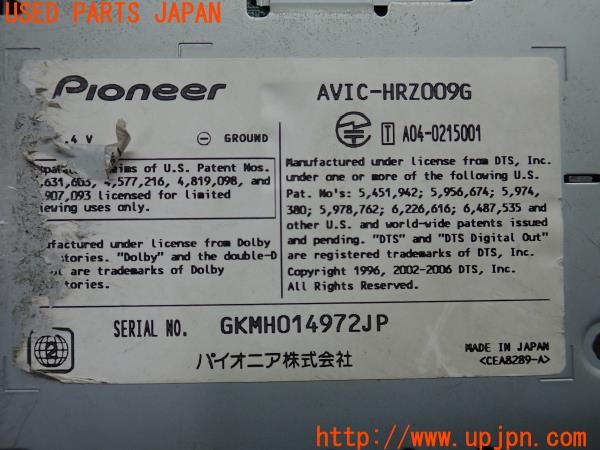 USED PARTS JAPAN
Pioneer
AVIC-HRZ009G
.4 V ⊖ GROUND
T A04-0215001
of U.S. Patent Nos.
4,577,216, 4,819,098, and
907,093 licensed for limited
viewing uses only.
Manufactured under license from DTS, Inc.
under one or more of the following U.S.
Pat. No's: 5,451,942; 5,956,674; 5,974,
380; 5,978,762; 6,226,616; 6,487,535 and
other U.S. and world-wide patents issued
and pending. "DTS" and "DTS Digital Out"
are registered trademarks of DTS, Inc.
Copyright 1996, 2002-2006 DTS, Inc.
All Rights Reserved.
ufactured under license from Dolby
tories. "Dolby" and the double-D
are trademarks of Dolby
tories.
2
SERIAL NO. GKMH014972JP
パイオニア株式会社
MADE IN JAPAN
<CEA8289-A>
(株)UPJ
http://www.upjpn.com/